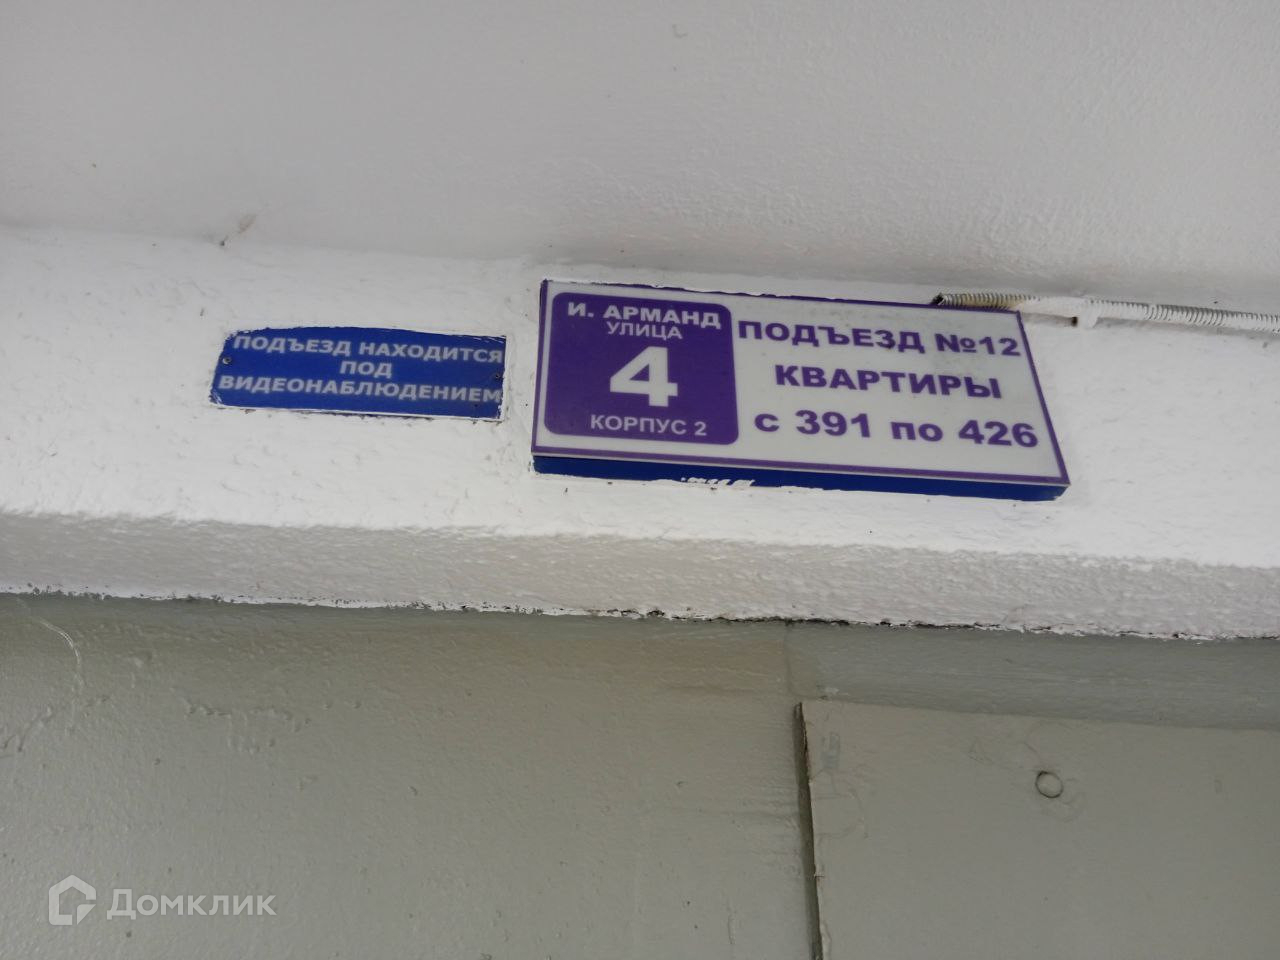 ПОДЪЕЗД НАХОДИТСЯ
ПОД
ВИДЕОНАБЛЮДЕНИЕМ
И. АРМАНД
УЛИЦА
4
КОРПУС 2
ПОДЪЕЗД №12
КВАРТИРЫ
с 391 по 426
Домклик